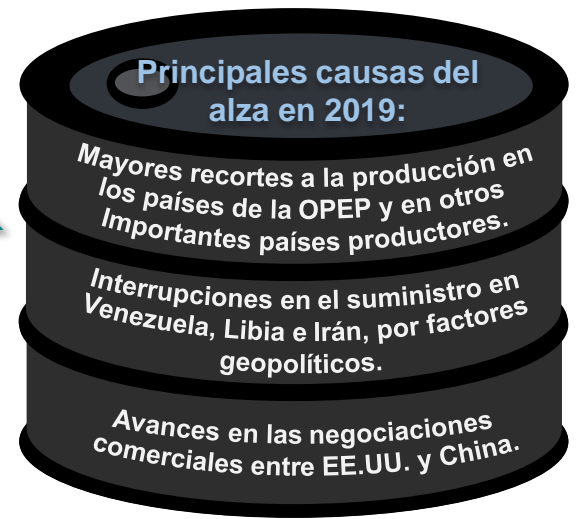 Principales causas del
alza en 2019:
Mayores recortes a la producción en
los países de la OPEP y en otros
Importantes países productores.
Interrupciones en el suministro en
Venezuela, Libia e Irán, por factores
geopolíticos.
Avances en las negociaciones
comerciales entre EE.UU. y China.